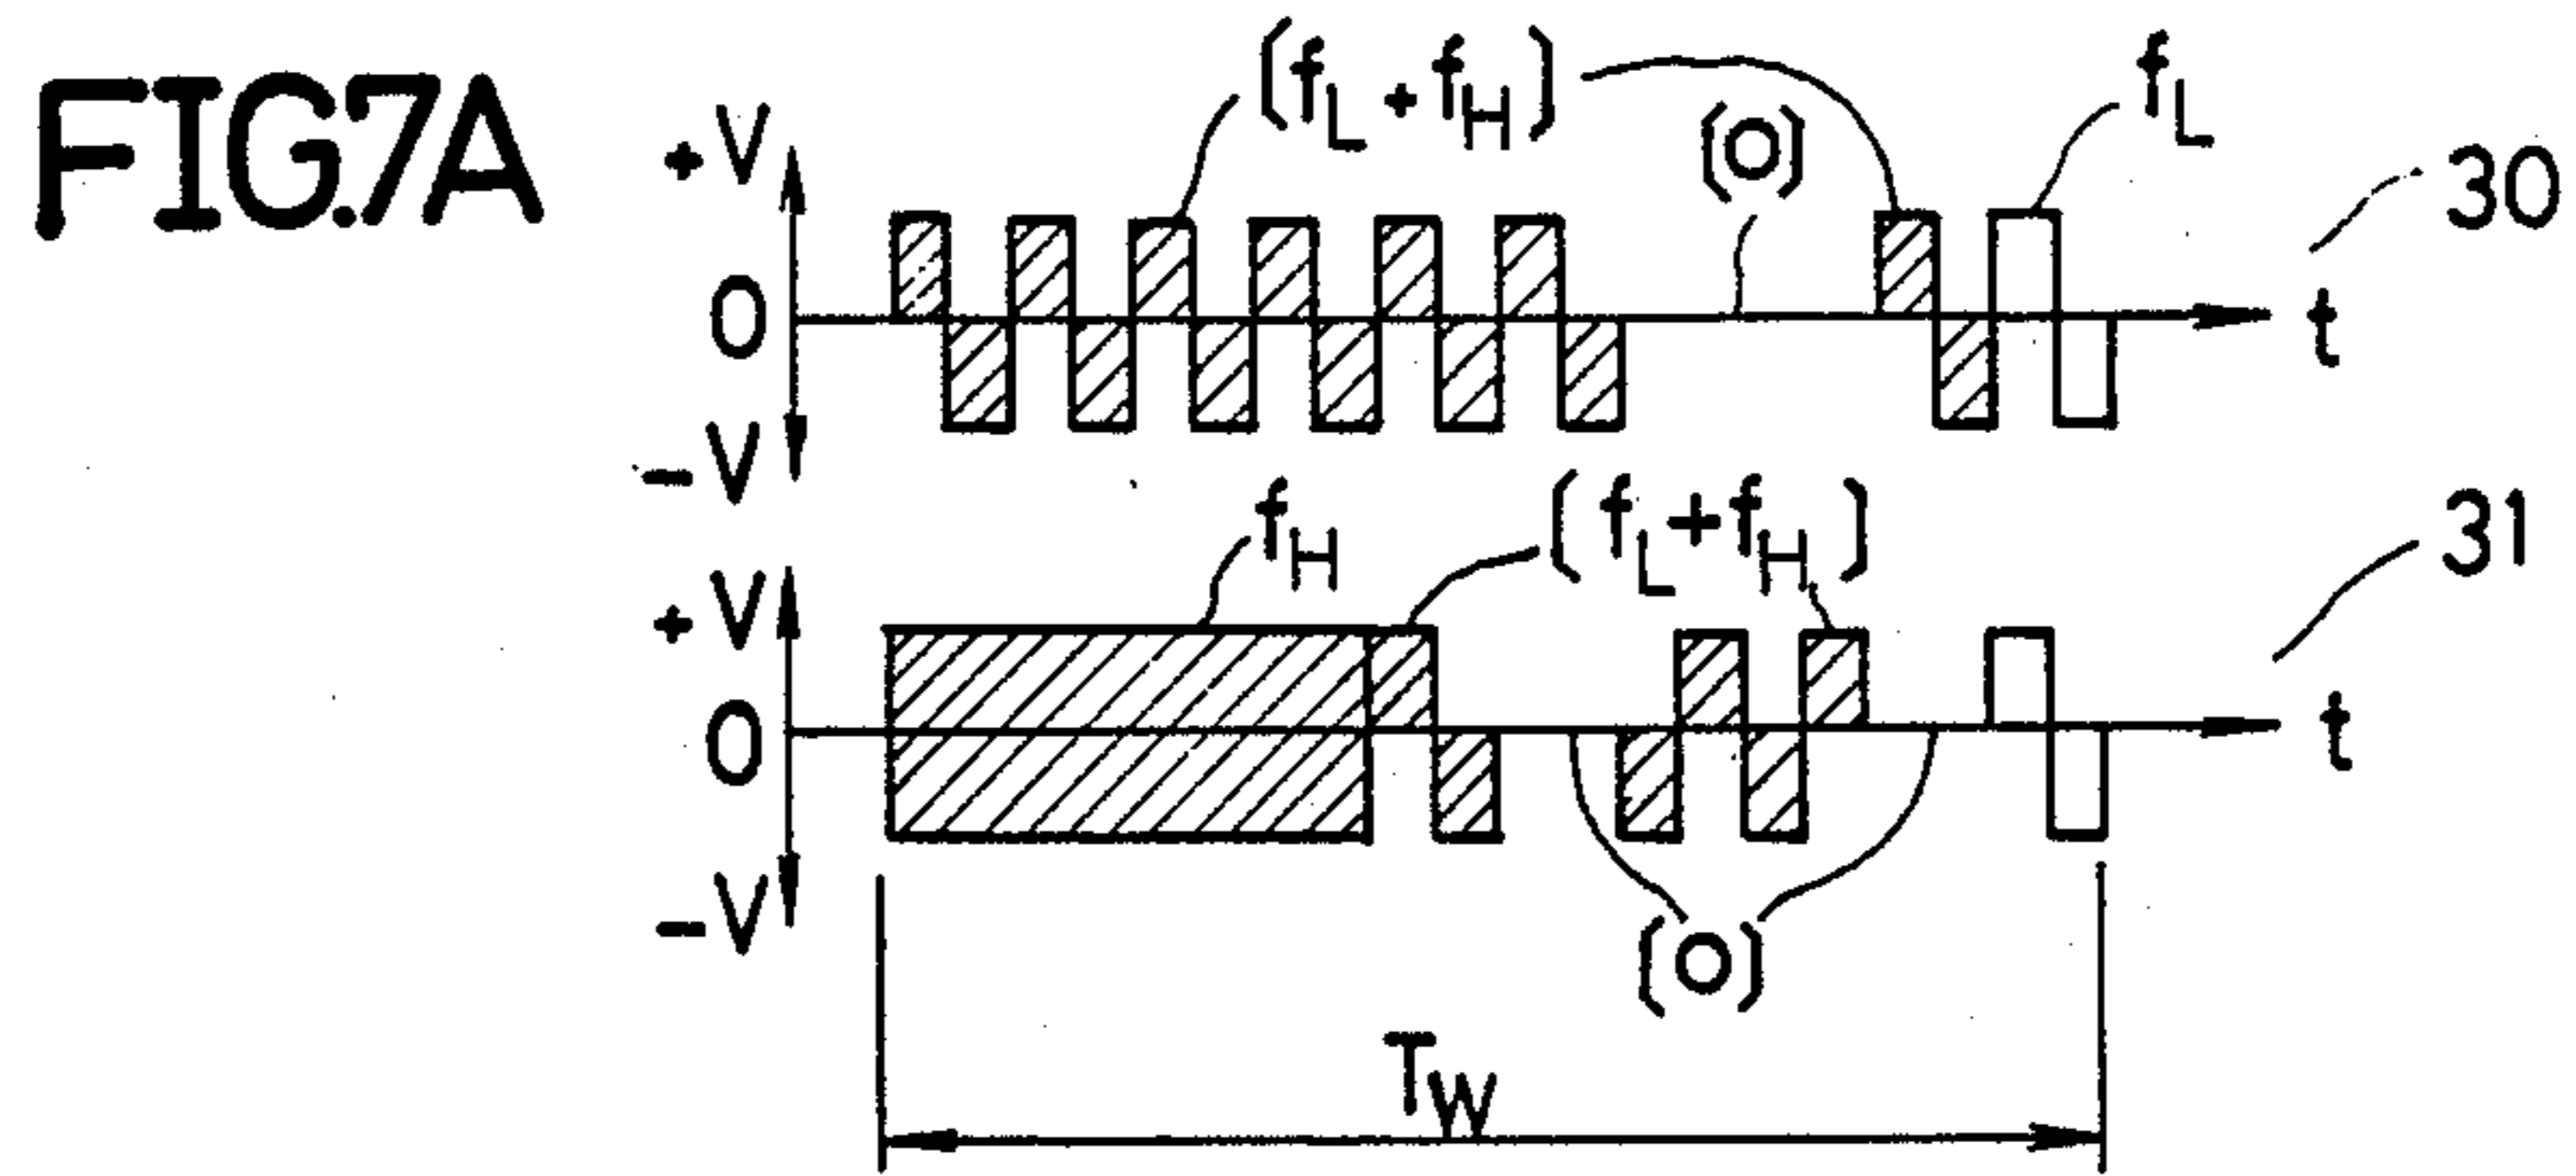 FIG.7A
(fL + fH)
(0)
fL
30
+V
0
-V
t
fH
(fL+fH)
31
+V
0
-V
t
(0)
TW